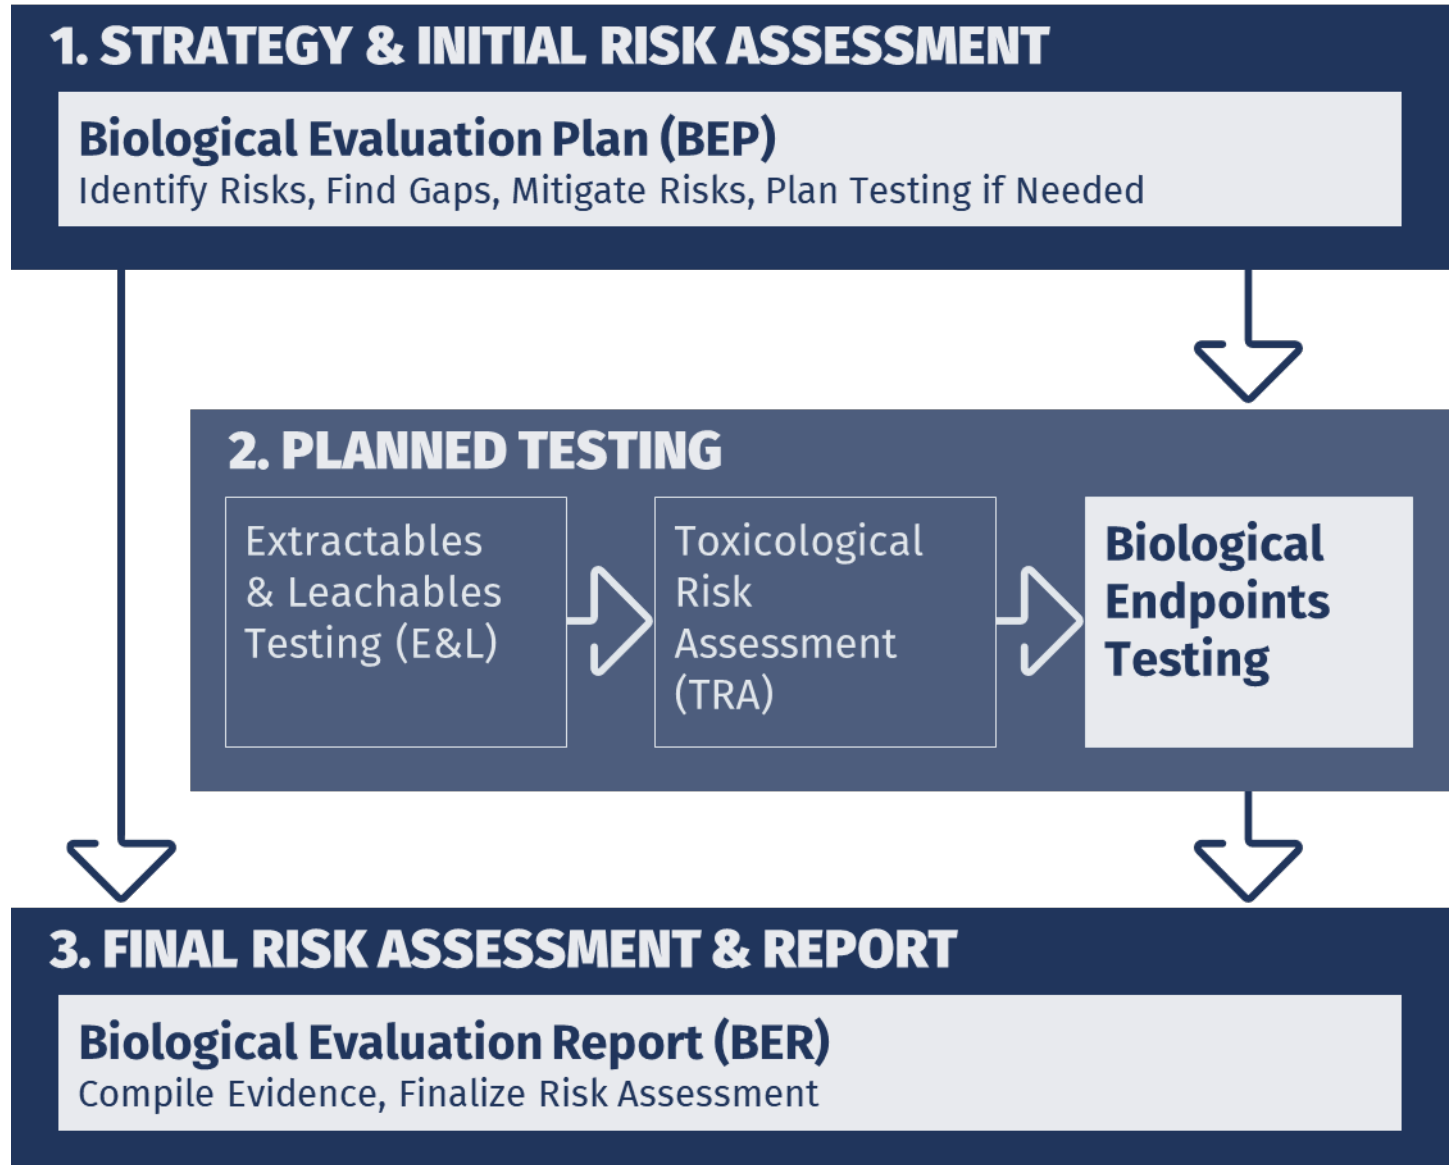 1. STRATEGY & INITIAL RISK ASSESSMENT
Biological Evaluation Plan (BEP)
Identify Risks, Find Gaps, Mitigate Risks, Plan Testing if Needed
2. PLANNED TESTING
Extractables
& Leachables
Testing (E&L)
Toxicological
Risk
Assessment
(TRA)
Biological
Endpoints
Testing
3. FINAL RISK ASSESSMENT & REPORT
Biological Evaluation Report (BER)
Compile Evidence, Finalize Risk Assessment